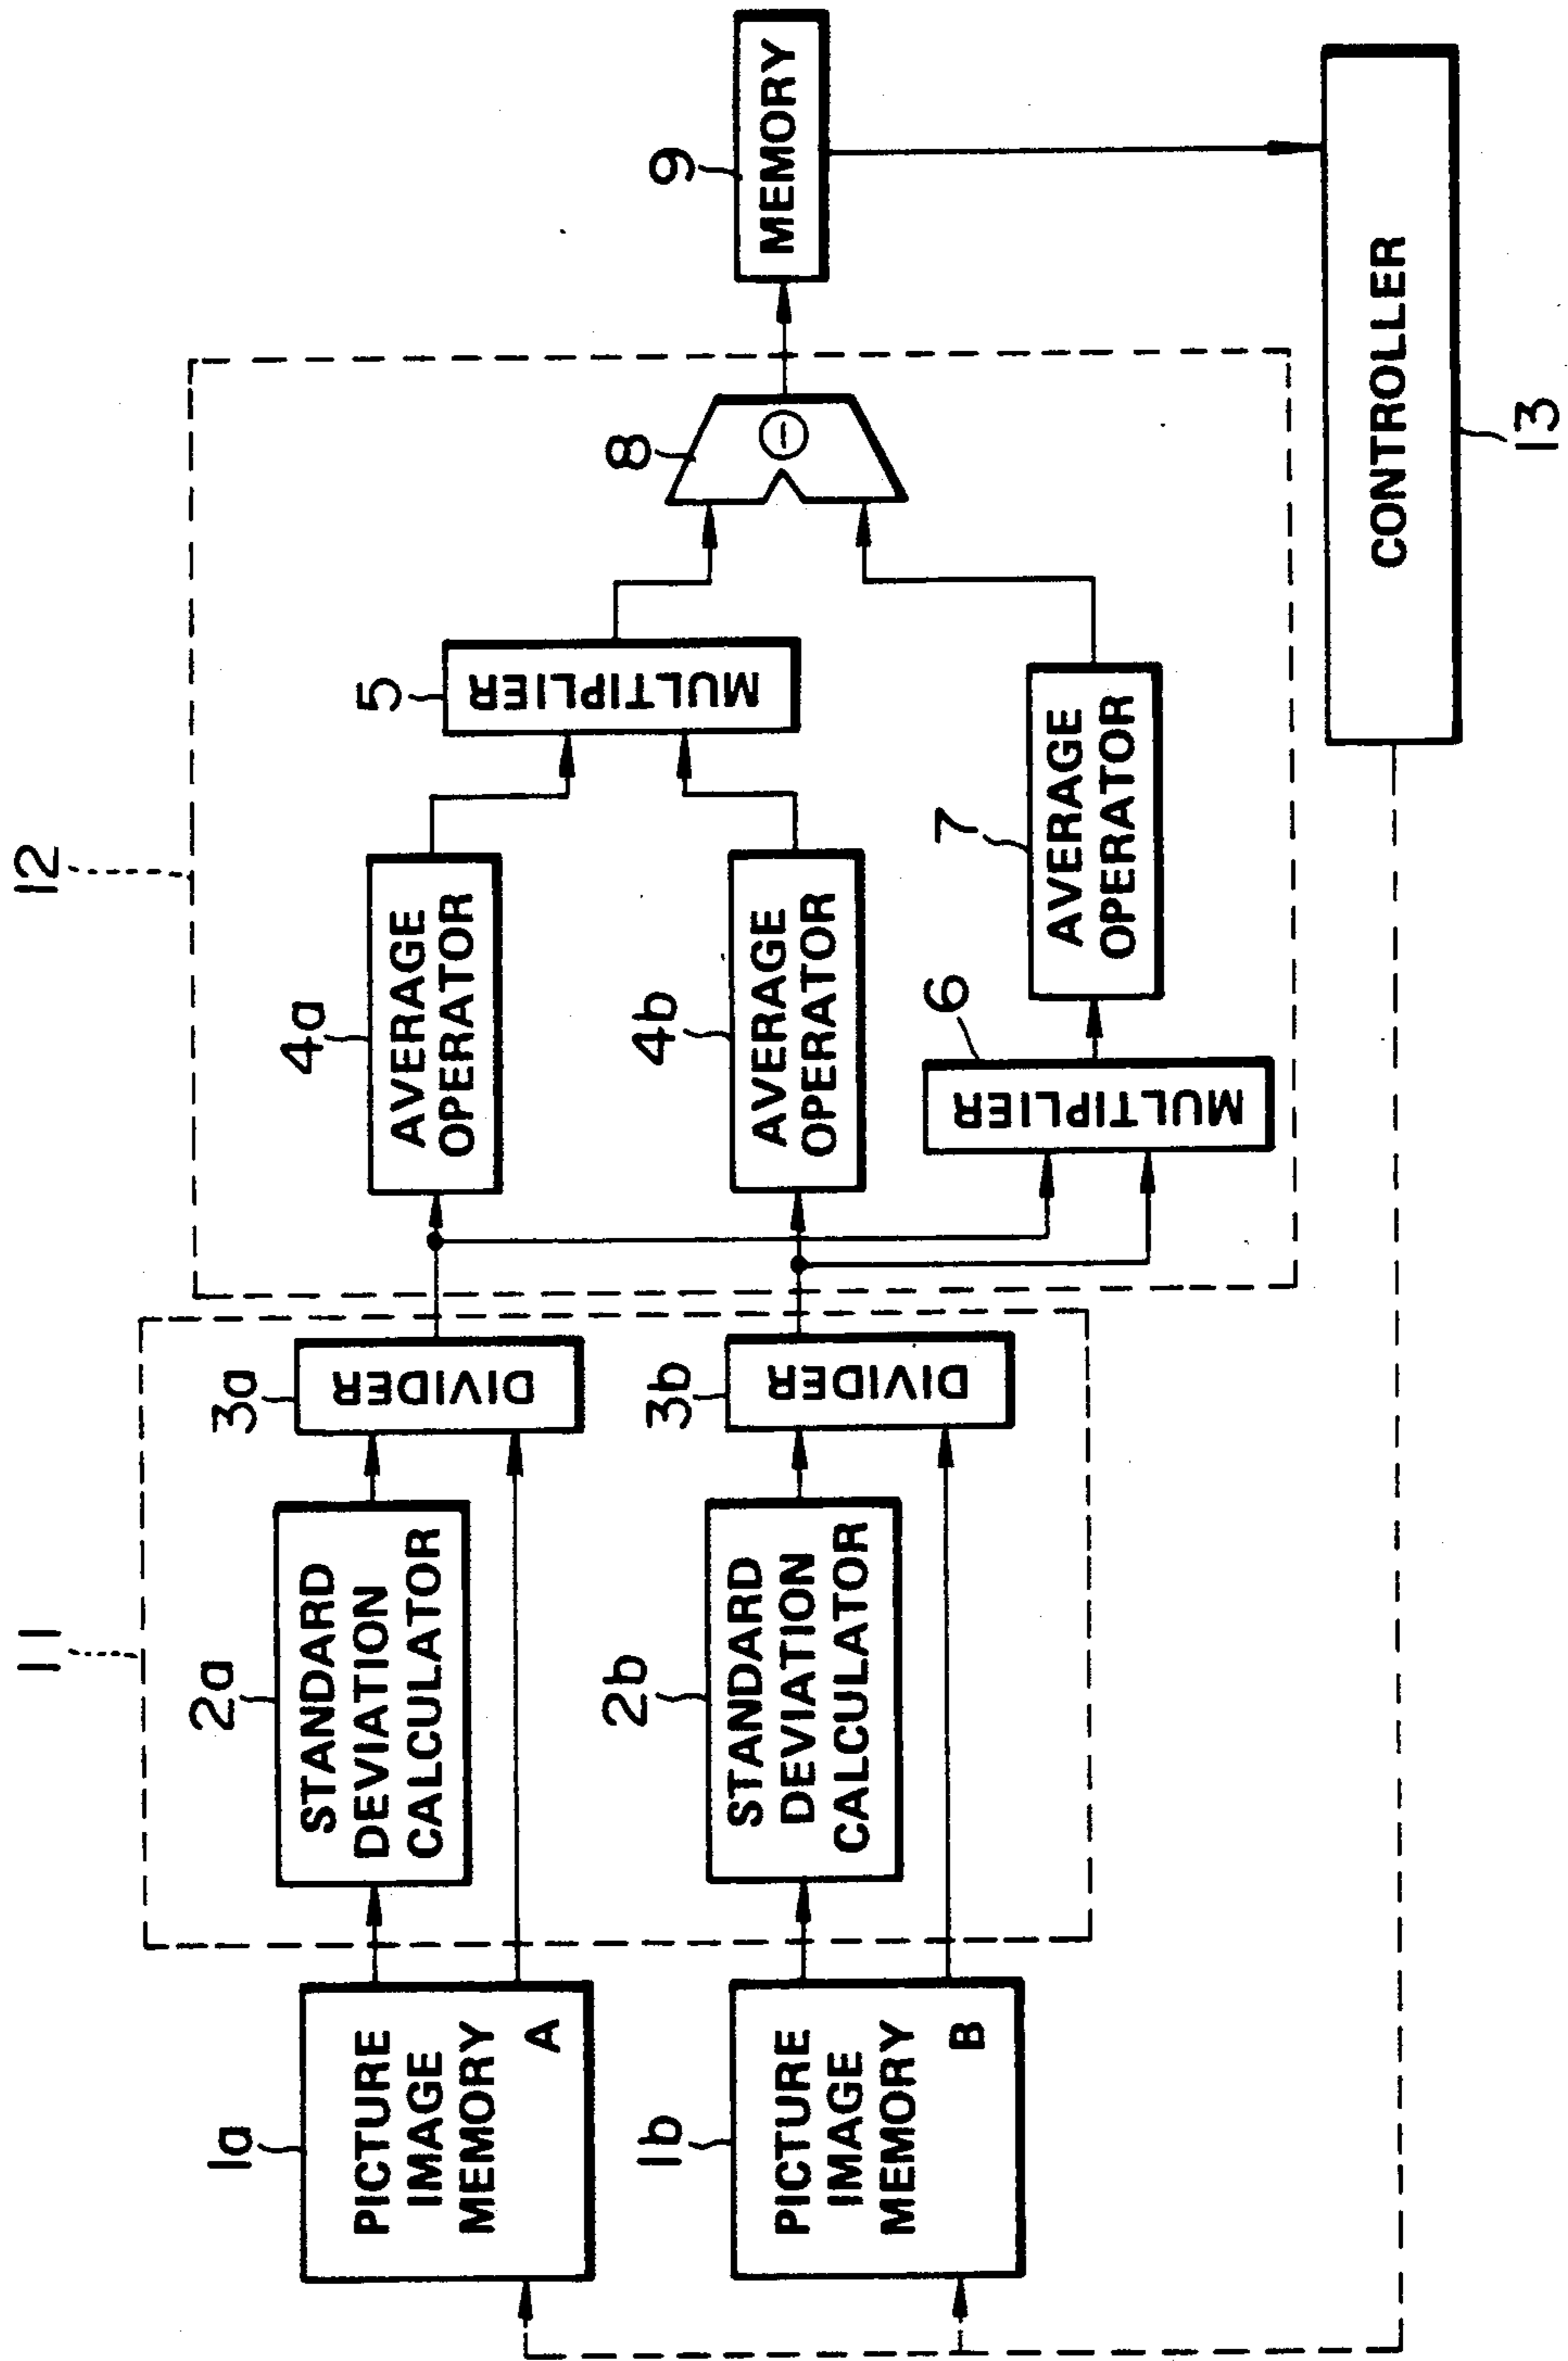 11
12
1a
PICTURE
IMAGE
MEMORY
A
2a
STANDARD
DEVIATION
CALCULATOR
3a
DIVIDER
4a
AVERAGE
OPERATOR
5
MULTIPLIER
8
−
9
MEMORY
1b
PICTURE
IMAGE
MEMORY
B
2b
STANDARD
DEVIATION
CALCULATOR
3b
DIVIDER
4b
AVERAGE
OPERATOR
6
MULTIPLIER
7
AVERAGE
OPERATOR
CONTROLLER
13